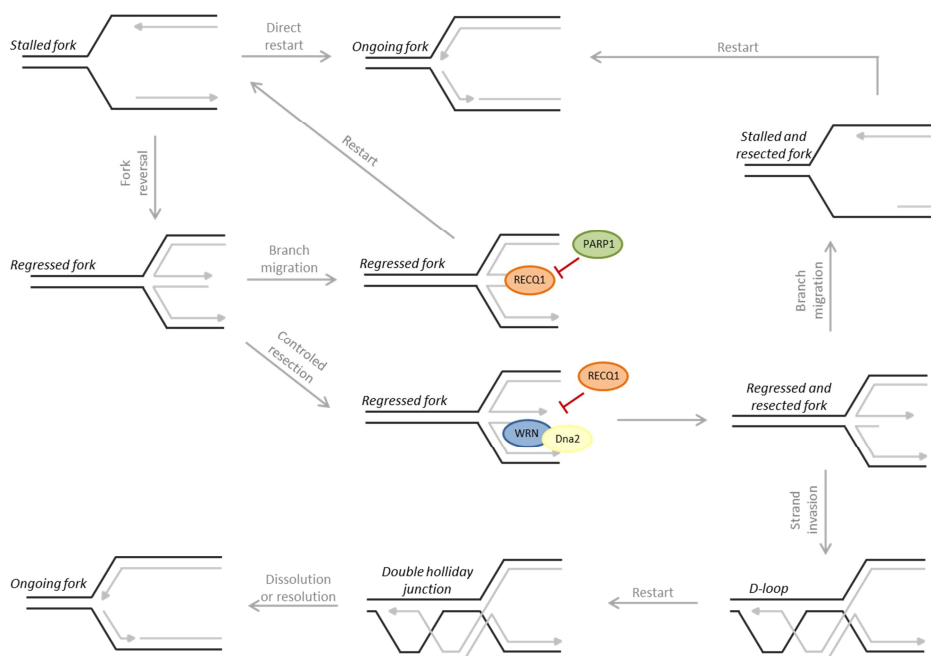 Stalled fork
Direct
restart
Ongoing fork
Restart
Fork
reversal
Restart
Stalled and
resected fork
Regressed fork
Branch
migration
Regressed fork
PARP1
RECQ1
Branch
migration
Controled
resection
Regressed fork
RECQ1
WRN
Dna2
Regressed and
resected fork
Strand
invasion
Ongoing fork
Dissolution
or resolution
Double holliday
junction
Restart
D-loop